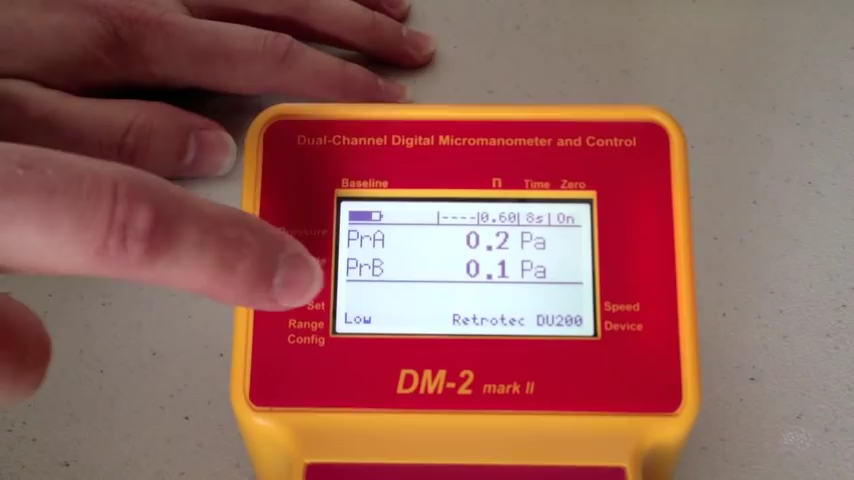 Dual-Channel Digital Micromanometer and Control
Baseline n Time Zero
|----|0.60| 8s| On
Pressure
PrA 0.2 Pa
PrB 0.1 Pa
Set
Speed
Range
Config
Low Retrotec DU200
Device
DM-2 mark II